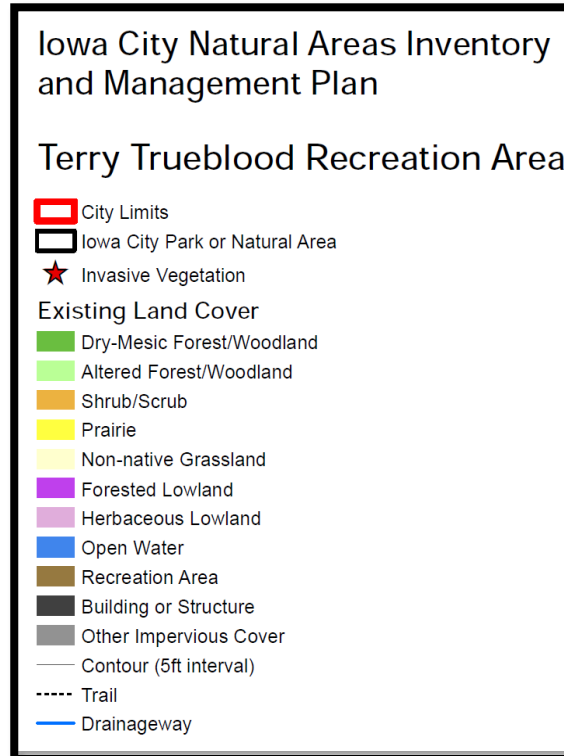 Iowa City Natural Areas Inventory
and Management Plan
Terry Trueblood Recreation Area
City Limits
Iowa City Park or Natural Area
Invasive Vegetation
Existing Land Cover
Dry-Mesic Forest/Woodland
Altered Forest/Woodland
Shrub/Scrub
Prairie
Non-native Grassland
Forested Lowland
Herbaceous Lowland
Open Water
Recreation Area
Building or Structure
Other Impervious Cover
Contour (5ft interval)
Trail
Drainageway